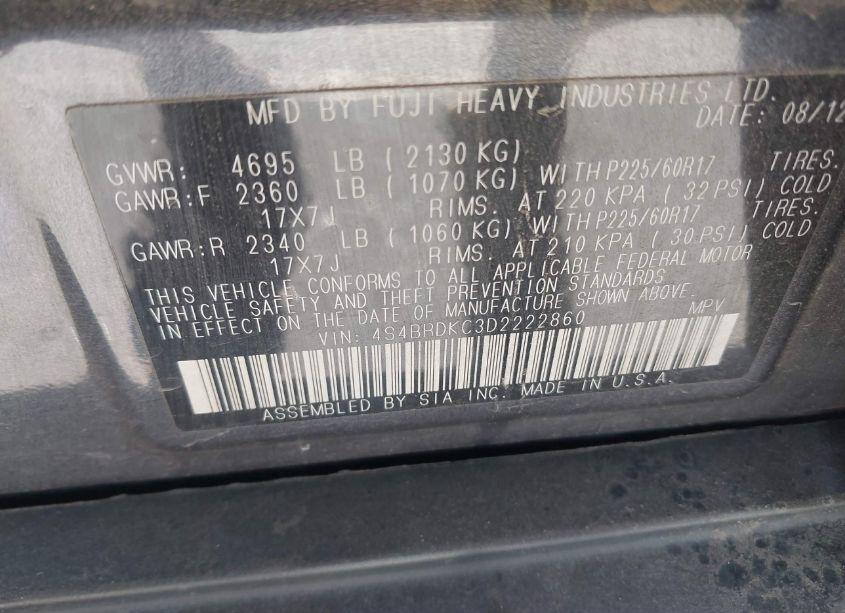 MFD BY FUJI HEAVY INDUSTRIES LTD.
DATE: 08/12
GVWR: 4695 LB ( 2130 KG)
GAWR:F 2360 LB ( 1070 KG) WITH P225/60R17 TIRES.
17X7J RIMS. AT 220 KPA ( 32 PSI) COLD
GAWR:R 2340 LB ( 1060 KG) WITH P225/60R17 TIRES.
17X7J RIMS. AT 210 KPA ( 30 PSI) COLD
THIS VEHICLE CONFORMS TO ALL APPLICABLE FEDERAL MOTOR
VEHICLE SAFETY AND THEFT PREVENTION STANDARDS
IN EFFECT ON THE DATE OF MANUFACTURE SHOWN ABOVE.
VIN: 4S4BRDKC3D2222860 MPV
ASSEMBLED BY SIA INC. MADE IN U.S.A.